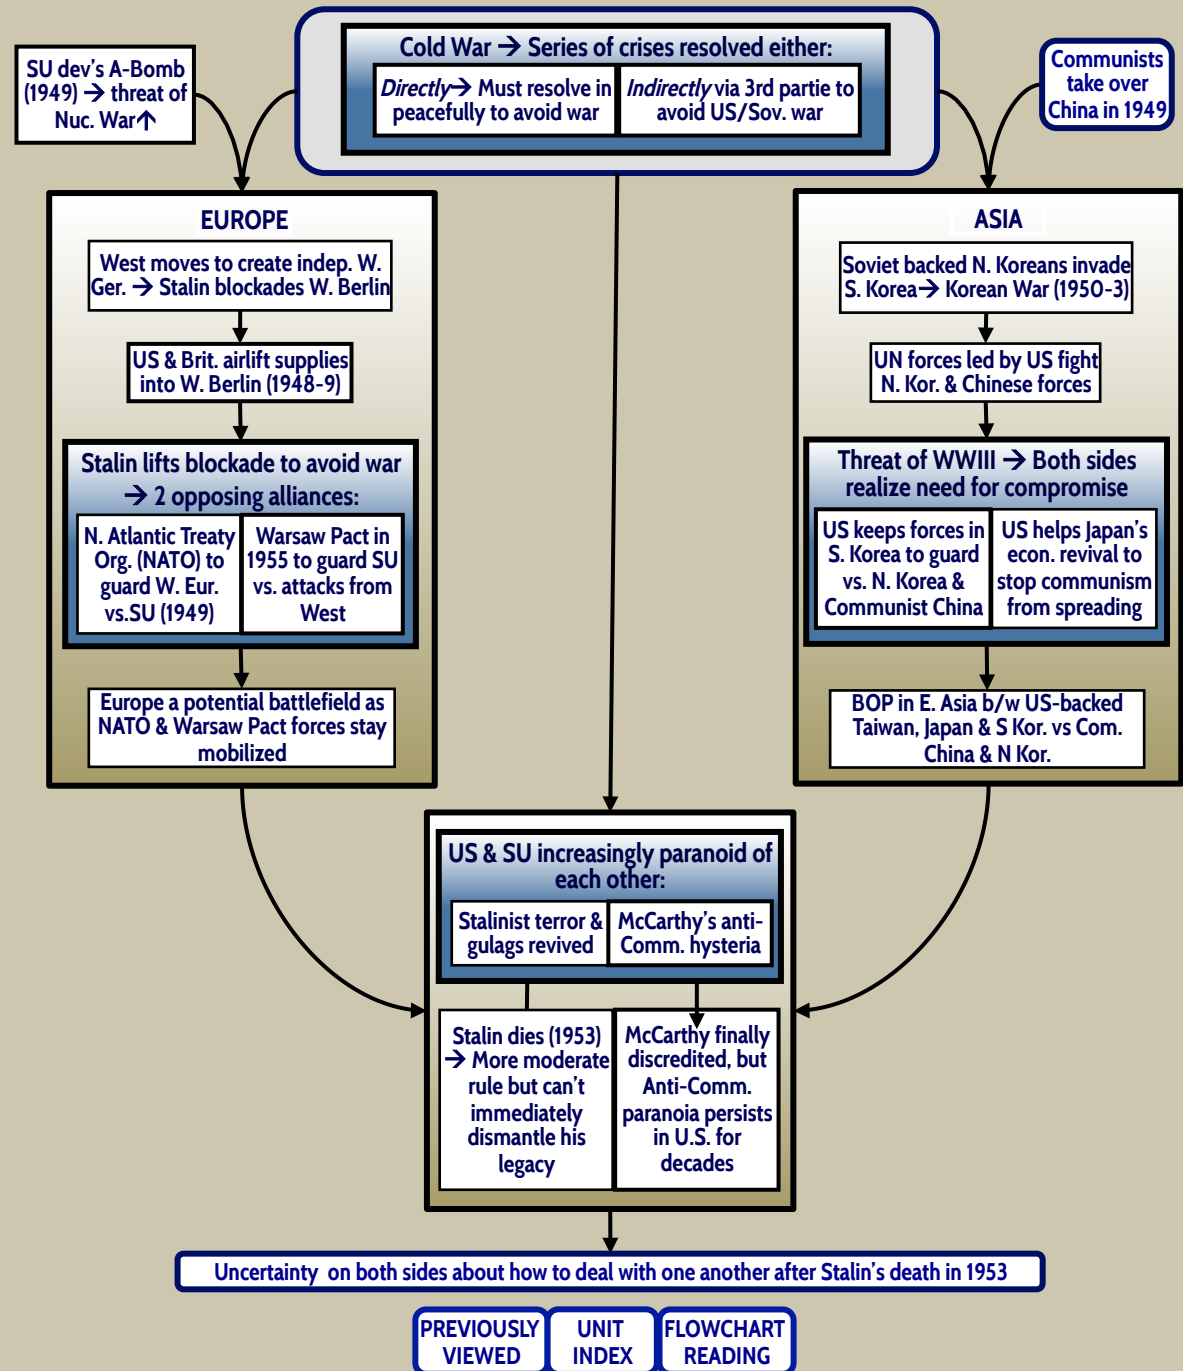 Cold War → Series of crises resolved either:
Directly→ Must resolve in
peacefully to avoid war
Indirectly via 3rd partie to
avoid US/Sov. war
SU dev's A-Bomb
(1949) → threat of
Nuc. War↑
Communists
take over
China in 1949
EUROPE
West moves to create indep. W.
Ger. → Stalin blockades W. Berlin
US & Brit. airlift supplies
into W. Berlin (1948-9)
Stalin lifts blockade to avoid war
→ 2 opposing alliances:
N. Atlantic Treaty
Org. (NATO) to
guard W. Eur.
vs.SU (1949)
Warsaw Pact in
1955 to guard SU
vs. attacks from
West
Europe a potential battlefield as
NATO & Warsaw Pact forces stay
mobilized
ASIA
Soviet backed N. Koreans invade
S. Korea→ Korean War (1950-3)
UN forces led by US fight
N. Kor. & Chinese forces
Threat of WWIII → Both sides
realize need for compromise
US keeps forces in
S. Korea to guard
vs. N. Korea &
Communist China
US helps Japan's
econ. revival to
stop communism
from spreading
BOP in E. Asia b/w US-backed
Taiwan, Japan & S Kor. vs Com.
China & N Kor.
US & SU increasingly paranoid of
each other:
Stalinist terror &
gulags revived
McCarthy's anti-
Comm. hysteria
Stalin dies (1953)
→ More moderate
rule but can't
immediately
dismantle his
legacy
McCarthy finally
discredited, but
Anti-Comm.
paranoia persists
in U.S. for
decades
Uncertainty on both sides about how to deal with one another after Stalin's death in 1953
PREVIOUSLY
VIEWED
UNIT
INDEX
FLOWCHART
READING